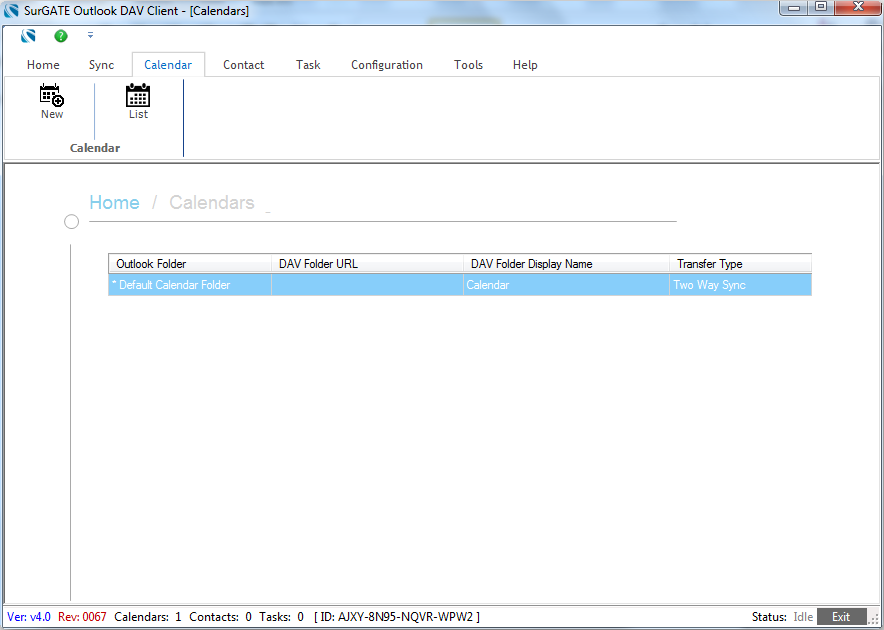 SurGATE Outlook DAV Client - [Calendars]
Home Sync Calendar Contact Task Configuration Tools Help
New List
Calendar
Home / Calendars
Outlook Folder DAV Folder URL DAV Folder Display Name Transfer Type
* Default Calendar Folder Calendar Two Way Sync
Ver: v4.0 Rev: 0067 Calendars: 1 Contacts: 0 Tasks: 0 [ ID: AJXY-8N95-NQVR-WPW2 ] Status: Idle Exit